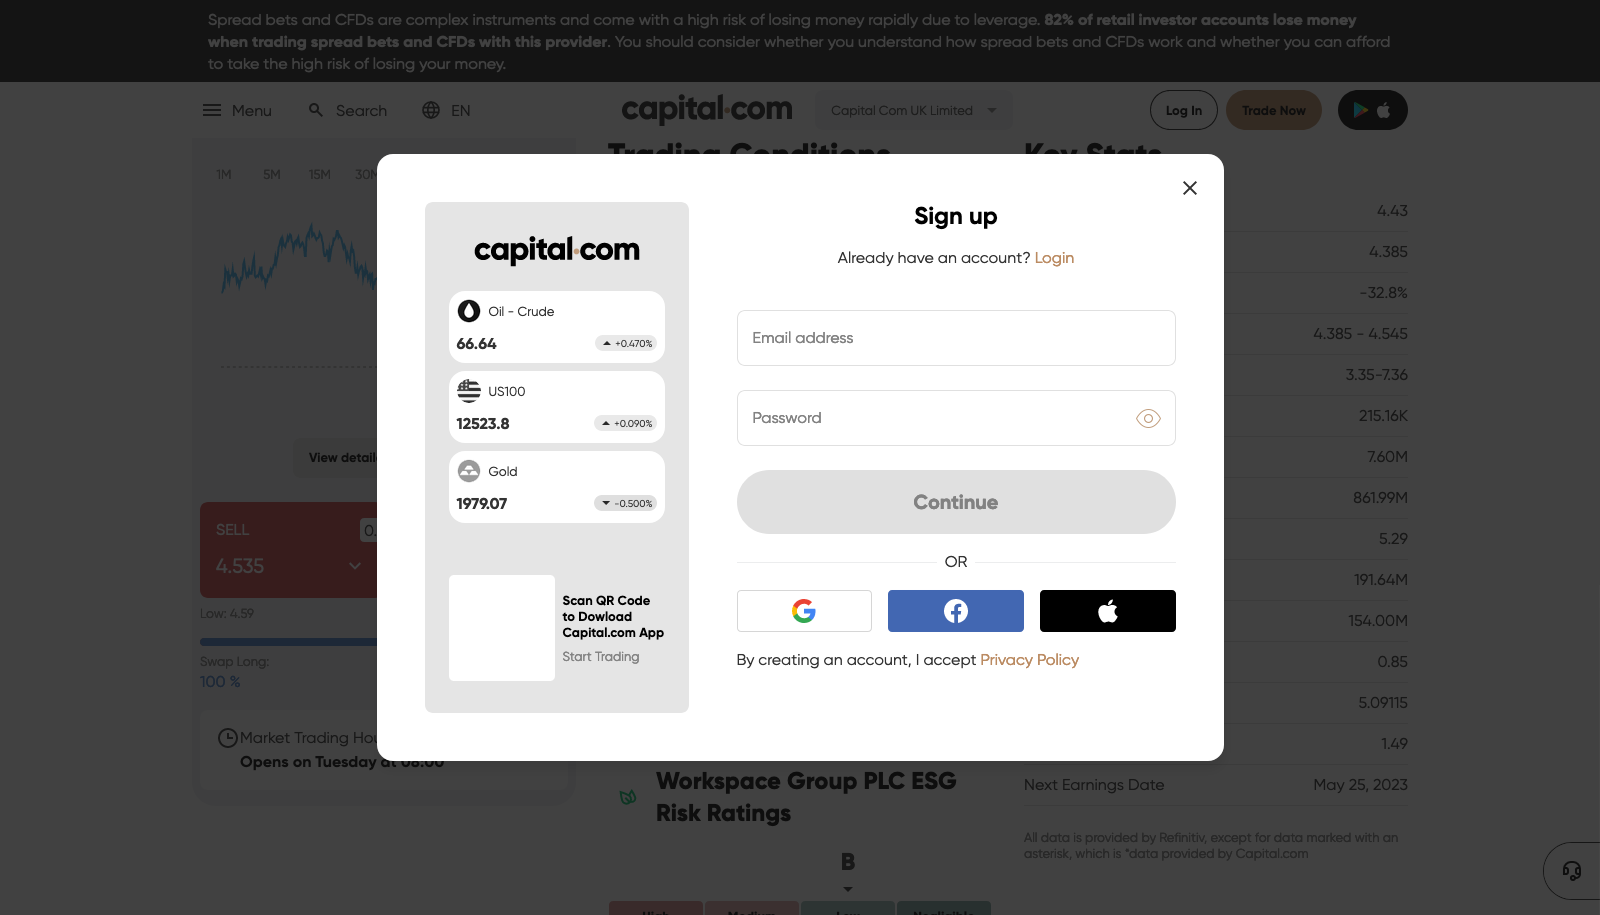 Spread bets and CFDs are complex instruments and come with a high risk of losing money rapidly due to leverage. 82% of retail investor accounts lose money
when trading spread bets and CFDs with this provider. You should consider whether you understand how spread bets and CFDs work and whether you can afford
to take the high risk of losing your money.
Menu
Search
EN
capital.com
Capital Com UK Limited
Log In
Trade Now
Trading Conditions
Key Stats
1M
5M
15M
30M
View details
SELL
0.
4.535
Low: 4.59
Swap Long:
100 %
Market Trading Hou
Opens on Tuesday at 08:00
capital.com
Oil - Crude
66.64
+0.470%
US100
12523.8
+0.090%
Gold
1979.07
-0.500%
Scan QR Code
to Dowload
Capital.com App
Start Trading
Sign up
Already have an account? Login
Email address
Password
Continue
OR
By creating an account, I accept Privacy Policy
4.43
4.385
-32.8%
4.385 - 4.545
3.35-7.36
215.16K
7.60M
861.99M
5.29
191.64M
154.00M
0.85
5.09115
1.49
Next Earnings Date
May 25, 2023
All data is provided by Refinitiv, except for data marked with an
asterisk, which is *data provided by Capital.com
Workspace Group PLC ESG
Risk Ratings
B
High
Medium
Low
Negligible